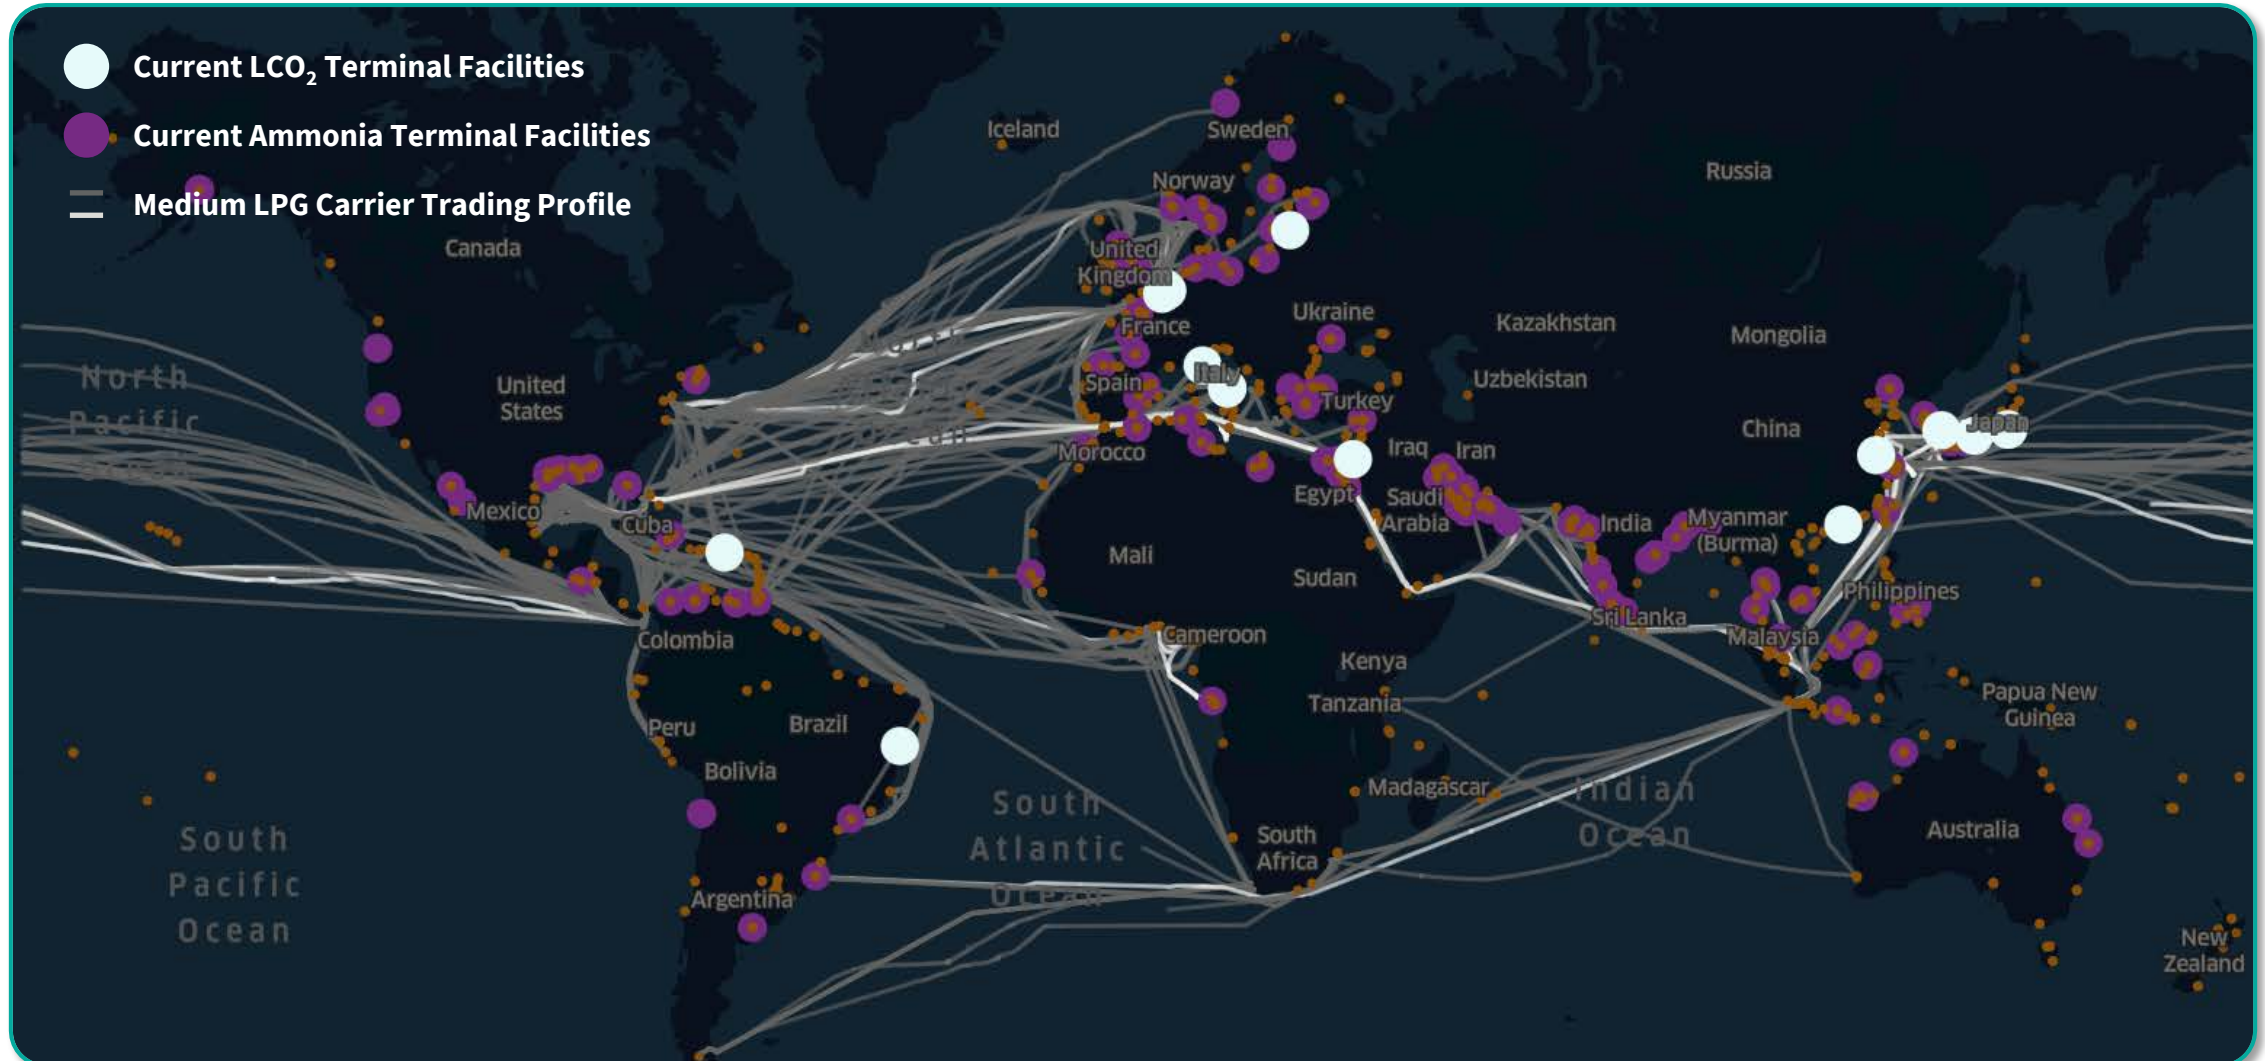 Current LCO₂ Terminal Facilities
Current Ammonia Terminal Facilities
Medium LPG Carrier Trading Profile
Iceland
Sweden
Norway
Russia
Canada
United
Kingdom
France
Ukraine
Kazakhstan
Mongolia
North
Pacific
Ocean
United
States
Spain
Italy
Turkey
Uzbekistan
China
Japan
Morocco
Iraq
Iran
Mexico
Cuba
Egypt
Saudi
Arabia
India
Myanmar
(Burma)
Mali
Sudan
Philippines
Colombia
Cameroon
Sri Lanka
Malaysia
Kenya
Tanzania
Papua New
Guinea
Peru
Brazil
Bolivia
Madagascar
South
Atlantic
Ocean
Indian
Ocean
South
Pacific
Ocean
South
Africa
Australia
Argentina
New
Zealand